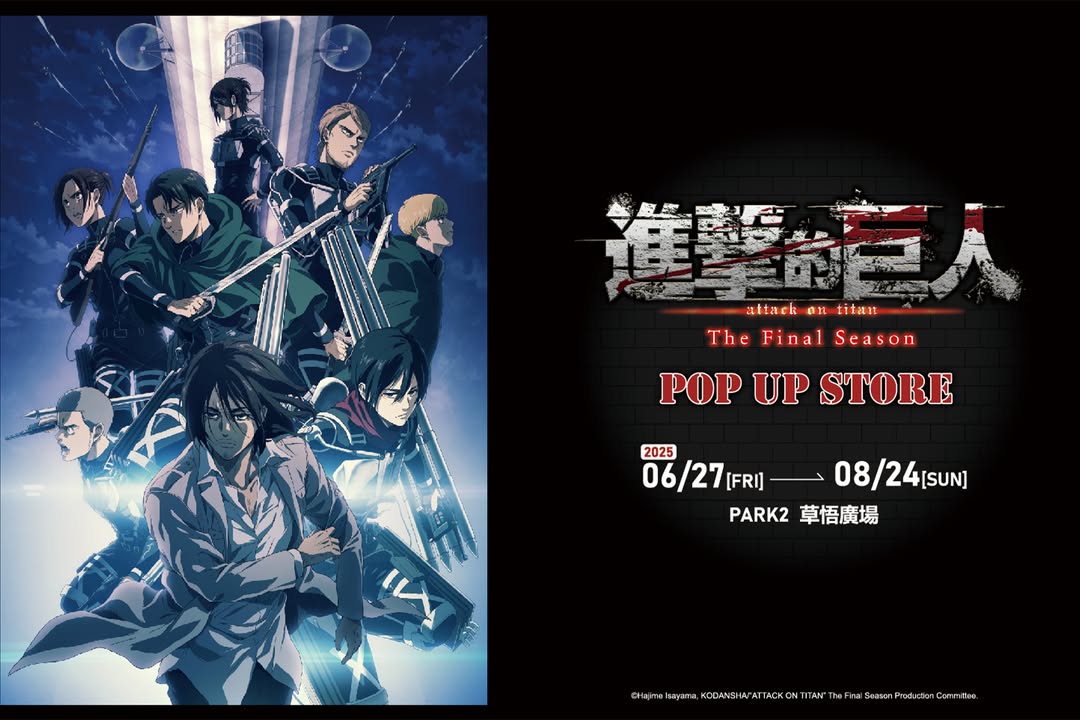 進撃的巨人
attack on titan
The Final Season
POP UP STORE
2025
06/27[FRI] 08/24[SUN]
PARK2 草悟廣場
©Hajime Isayama, KODANSHA/"ATTACK ON TITAN" The Final Season Production Committee.